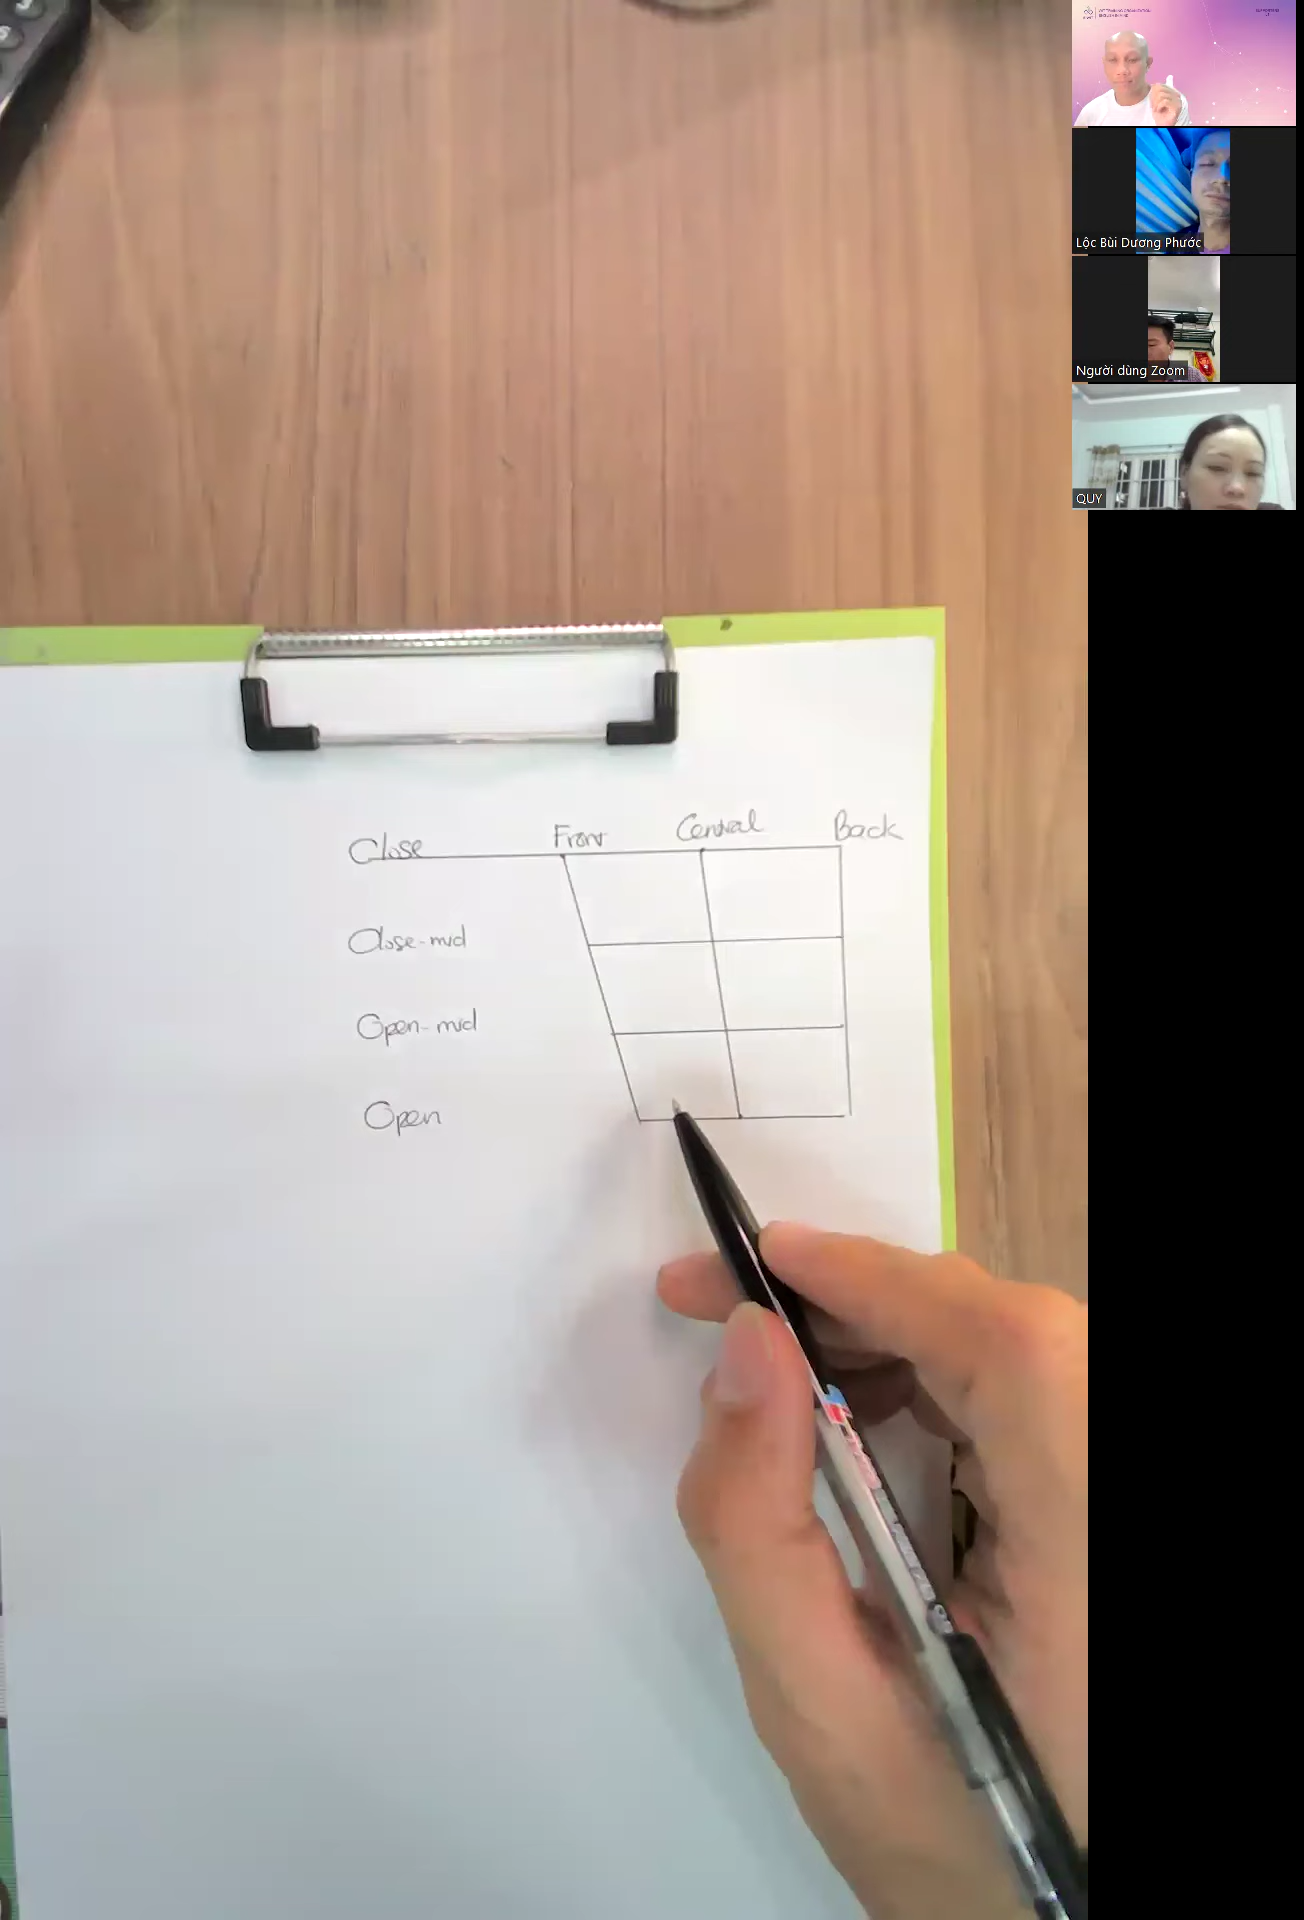 Front Central Back
Close
Close-mid
Open-mid
Open
Lộc Bùi Dương Phước
Người dùng Zoom
QUY